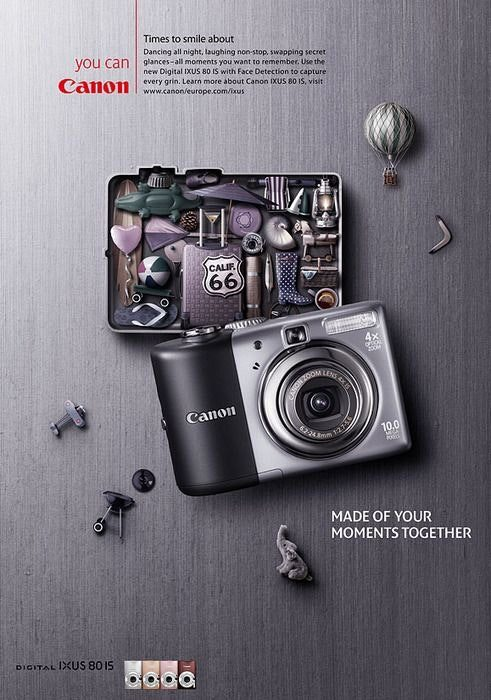 Times to smile about
Dancing all night, laughing non-stop, swapping secret
glances–all moments you want to remember. Use the
new Digital IXUS 80 IS with Face Detection to capture
every grin. Learn more about Canon IXUS 80 IS, visit
www.canon/europe.com/ixus
you can
Canon
CALIF.
66
4x
OPTICAL
ZOOM
CANON ZOOM LENS 4x IS
6.2-24.8mm 1:2.7-5.6
Canon
10.0
MEGA
PIXELS
MADE OF YOUR
MOMENTS TOGETHER
DIGITAL IXUS 80 IS